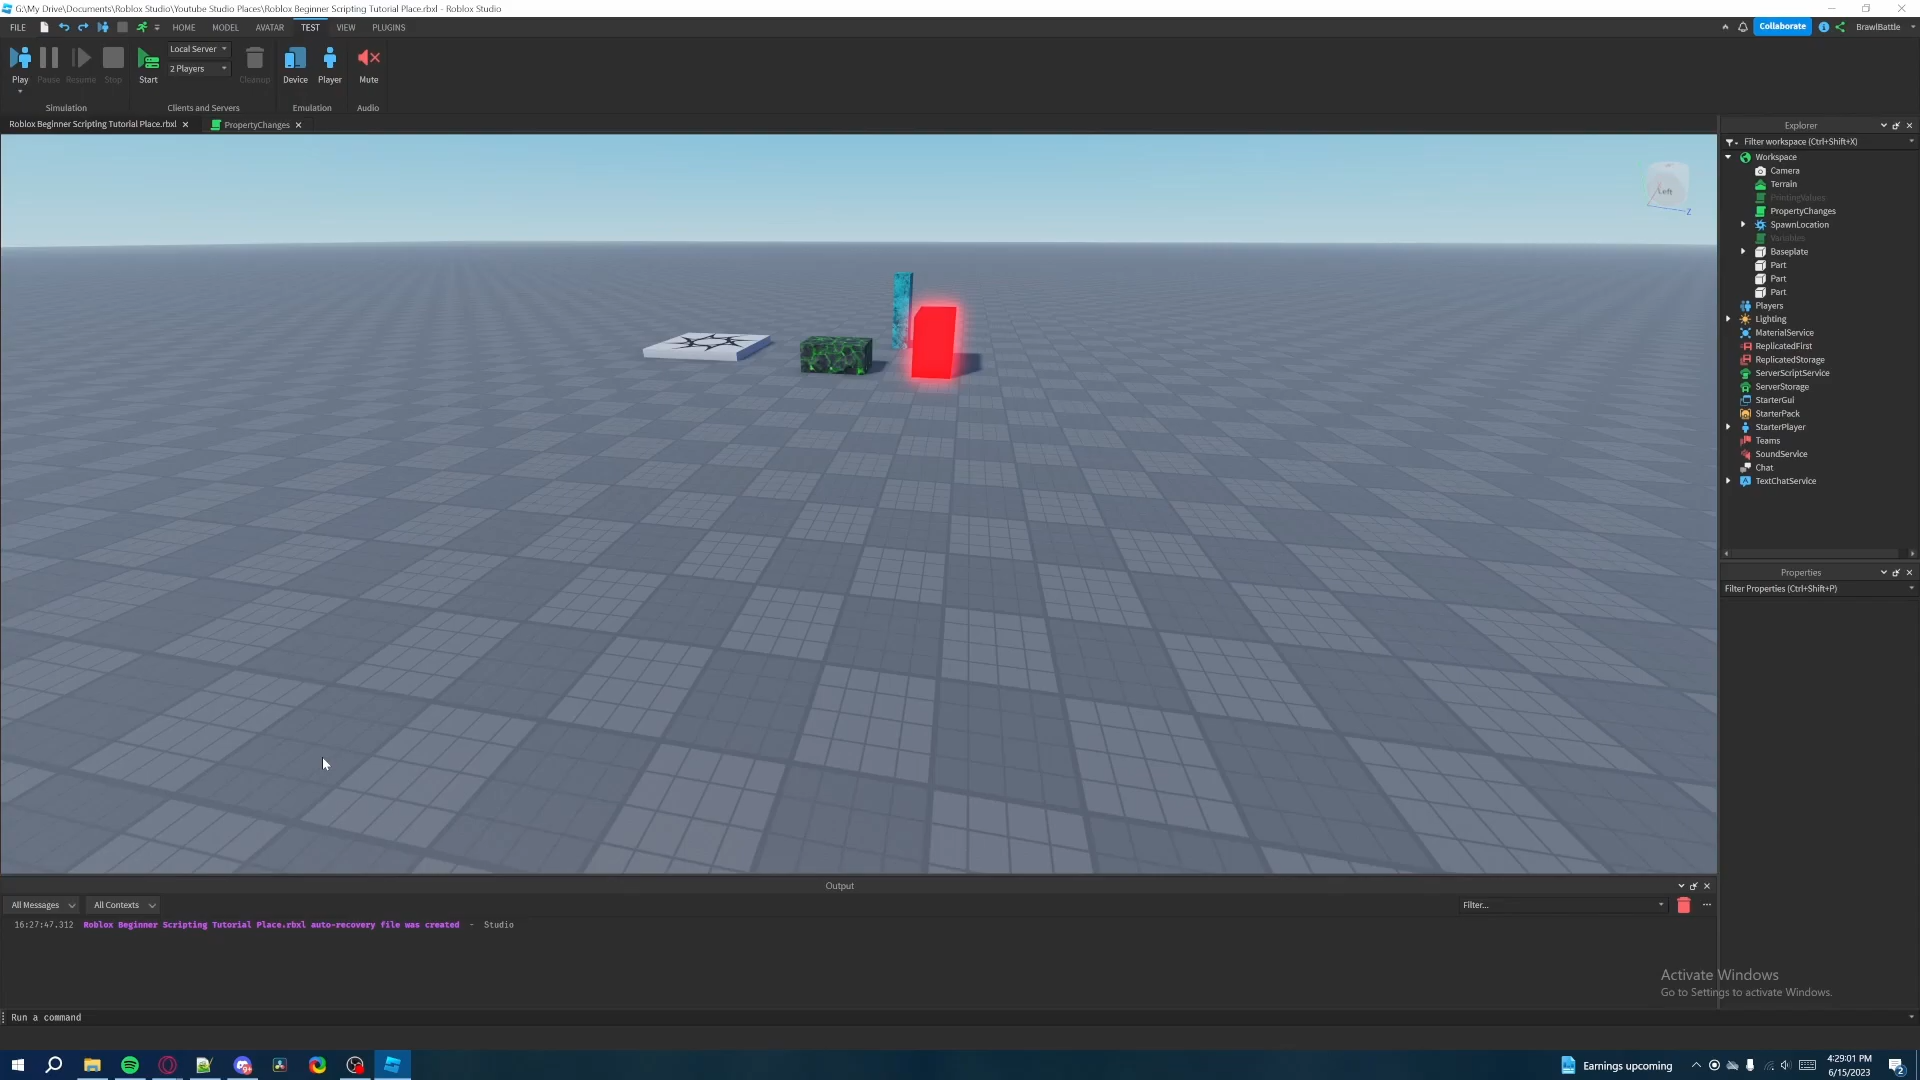 G:\My Drive\Documents\Roblox Studio\Youtube Studio Places\Roblox Beginner Scripting Tutorial Place.rbxl - Roblox Studio
FILE HOME MODEL AVATAR TEST VIEW PLUGINS
Collaborate
BrawlBattle
Play Pause Resume Stop
Start
Local Server
2 Players
Cleanup
Device Player
Mute
Simulation
Clients and Servers
Emulation
Audio
Roblox Beginner Scripting Tutorial Place.rbxl
PropertyChanges
Left
Z
Explorer
Filter workspace (Ctrl+Shift+X)
Workspace
Camera
Terrain
PrintingValues
PropertyChanges
SpawnLocation
Variables
Baseplate
Part
Part
Part
Players
Lighting
MaterialService
ReplicatedFirst
ReplicatedStorage
ServerScriptService
ServerStorage
StarterGui
StarterPack
StarterPlayer
Teams
SoundService
Chat
TextChatService
Properties
Filter Properties (Ctrl+Shift+P)
Output
All Messages
All Contexts
Filter...
16:27:47.312 Roblox Beginner Scripting Tutorial Place.rbxl auto-recovery file was created - Studio
Activate Windows
Go to Settings to activate Windows.
Run a command
Earnings upcoming
4:29:01 PM
6/15/2023
2